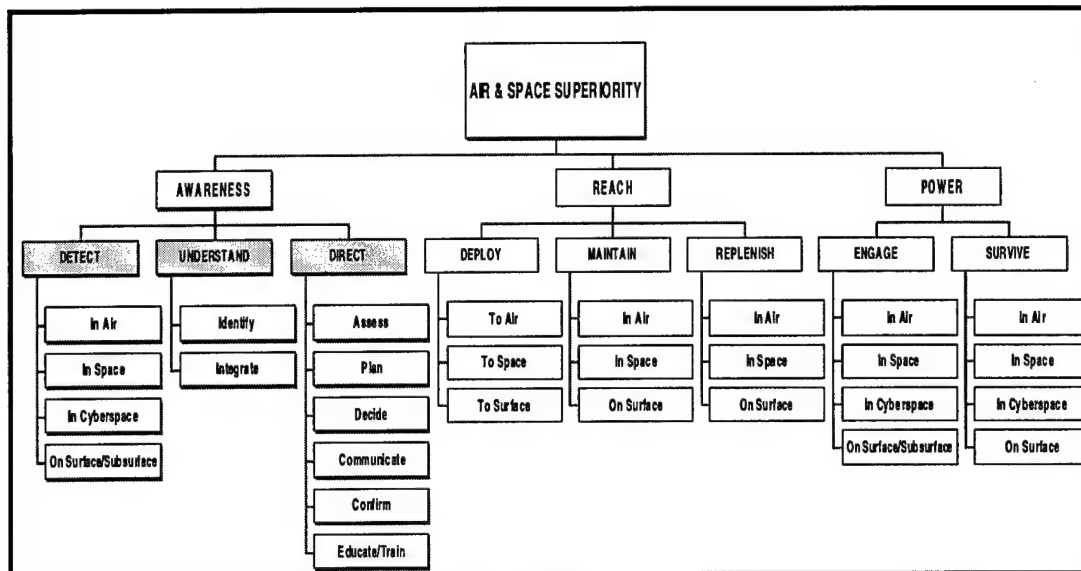 AIR & SPACE SUPERIORITY
AWARENESS
REACH
POWER
DETECT
UNDERSTAND
DIRECT
DEPLOY
MAINTAIN
REPLENISH
ENGAGE
SURVIVE
In Air
In Space
In Cyberspace
On Surface/Subsurface
Identify
Integrate
Assess
Plan
Decide
Communicate
Confirm
Educate/Train
To Air
To Space
To Surface
In Air
In Space
On Surface
In Air
In Space
On Surface
In Air
In Space
In Cyberspace
On Surface/Subsurface
In Air
In Space
In Cyberspace
On Surface